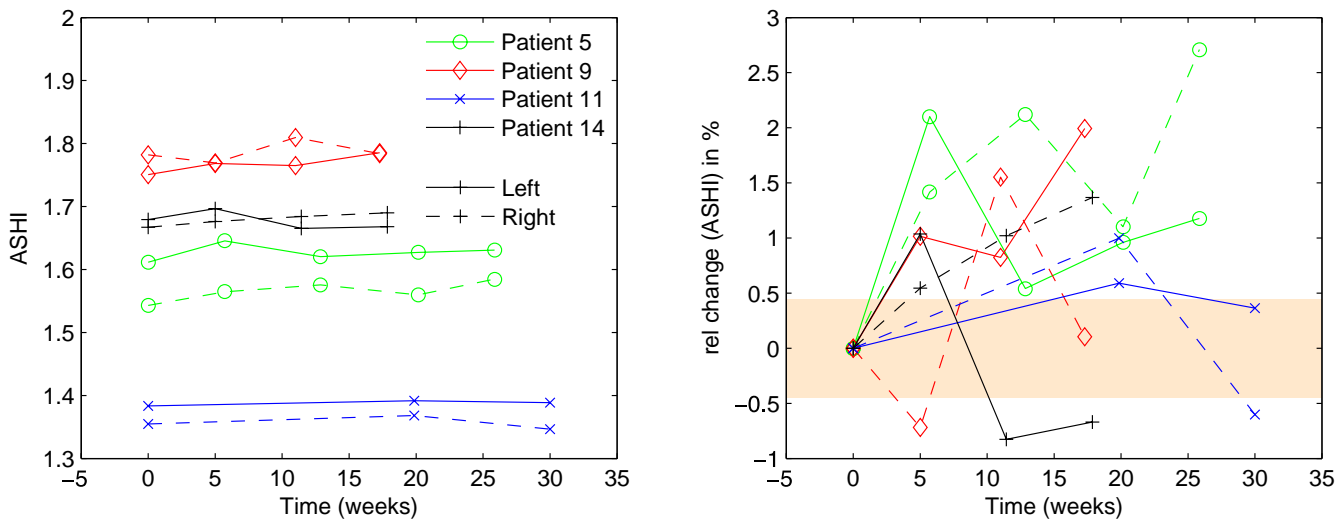 2
1.9
1.8
1.7
1.6
1.5
1.4
1.3
−5 0 5 10 15 20 25 30 35
Time (weeks)
ASHI
Patient 5
Patient 9
Patient 11
Patient 14
Left
Right
3
2.5
2
1.5
1
0.5
0
−0.5
−1
−5 0 5 10 15 20 25 30 35
Time (weeks)
rel change (ASHI) in %